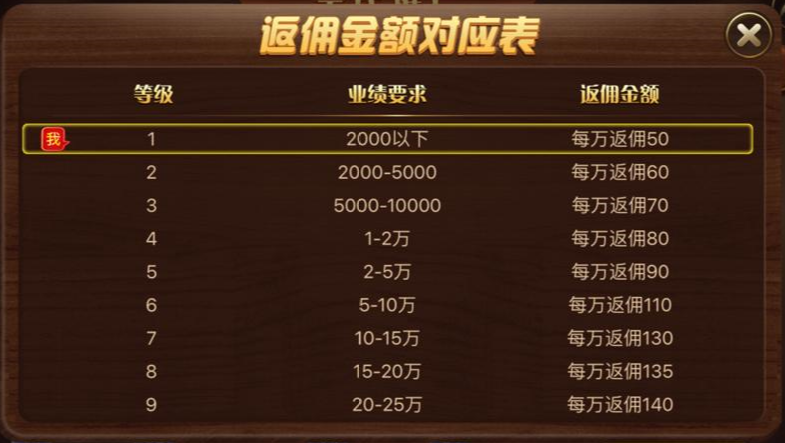 返佣金额对应表
等级 业绩要求 返佣金额
我 1 2000以下 每万返佣50
2 2000-5000 每万返佣60
3 5000-10000 每万返佣70
4 1-2万 每万返佣80
5 2-5万 每万返佣90
6 5-10万 每万返佣110
7 10-15万 每万返佣130
8 15-20万 每万返佣135
9 20-25万 每万返佣140